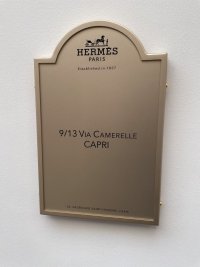 HERMÈS
PARIS
Established in 1837
9/13 VIA CAMERELLE
CAPRI